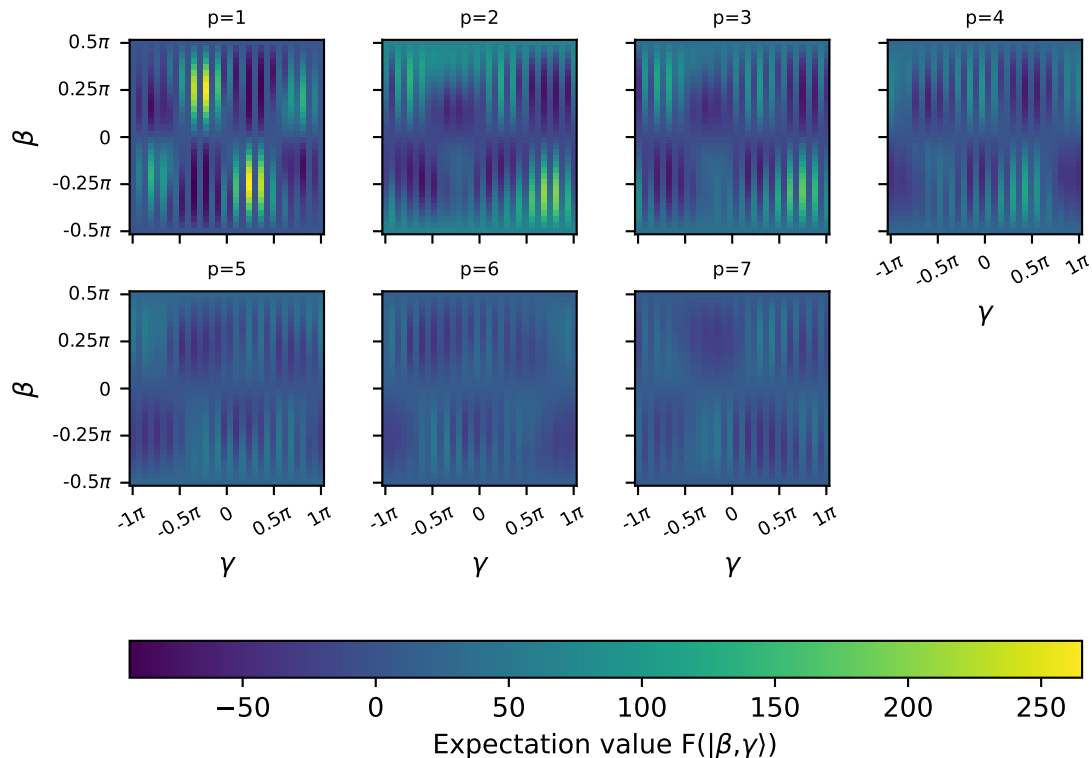 p=1
p=2
p=3
p=4
0.5π
0.25π
0
-0.25π
-0.5π
β
-1π
-0.5π
0
0.5π
1π
γ
p=5
p=6
p=7
0.5π
0.25π
0
-0.25π
-0.5π
β
-1π
-0.5π
0
0.5π
1π
-1π
-0.5π
0
0.5π
1π
-1π
-0.5π
0
0.5π
1π
γ
γ
γ
−50
0
50
100
150
200
250
Expectation value F(|β,γ⟩)